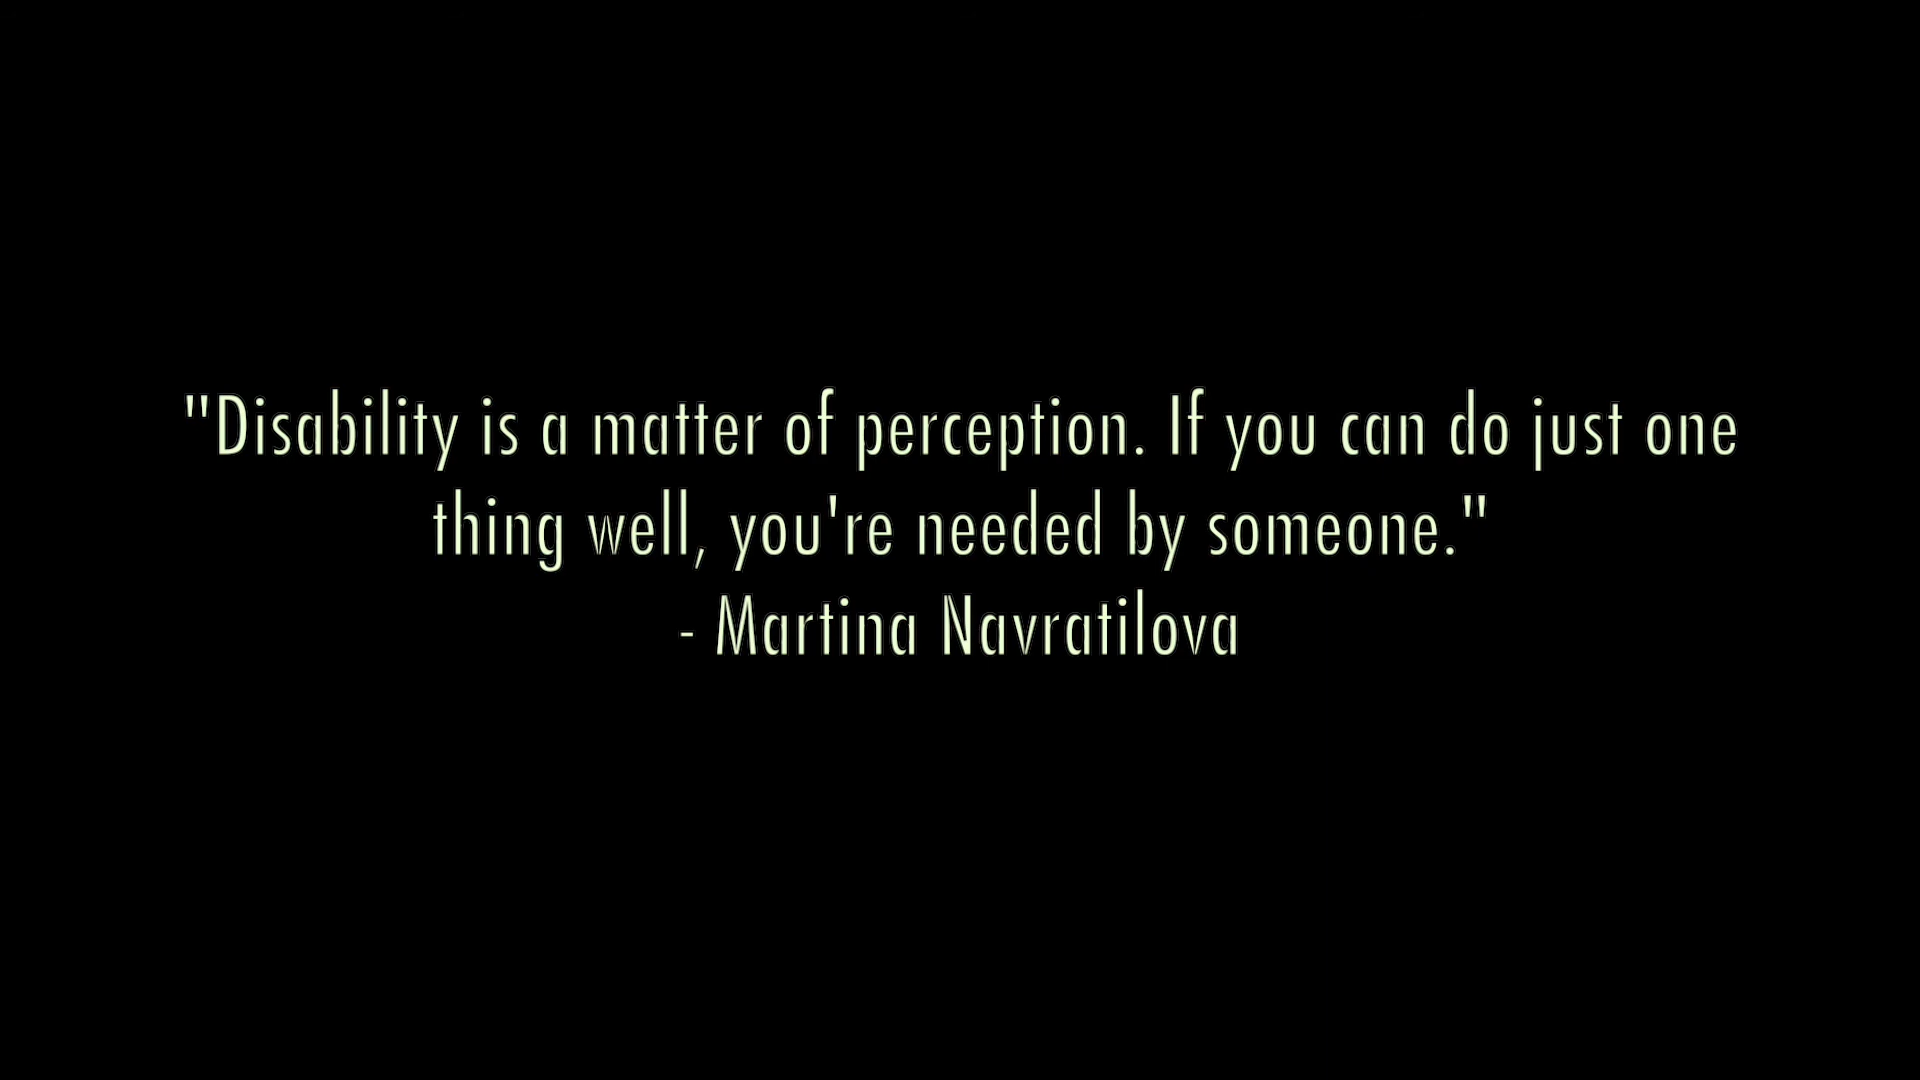 "Disability is a matter of perception. If you can do just one
thing well, you're needed by someone."
- Martina Navratilova